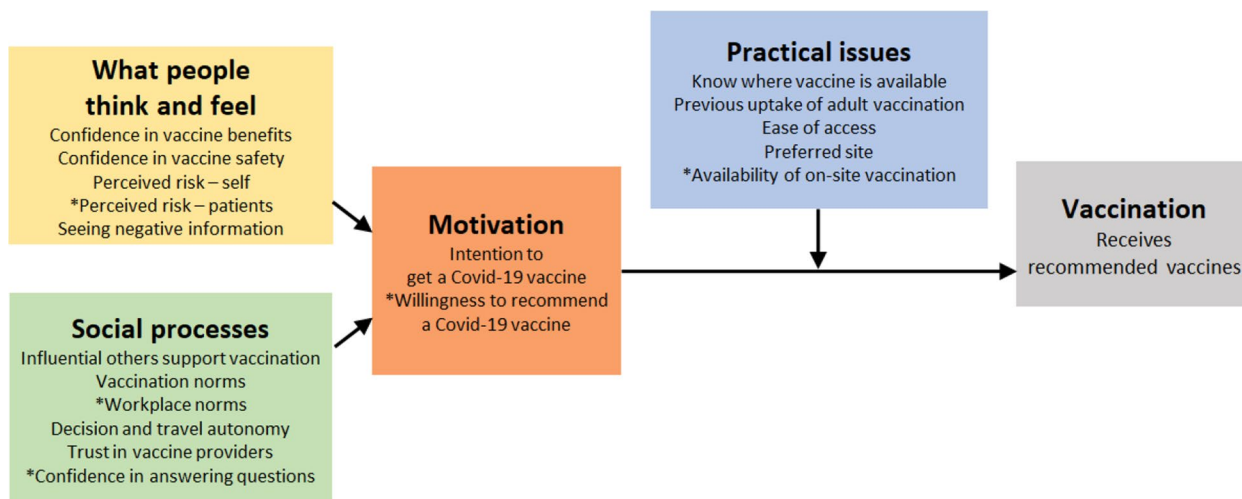 What people
think and feel
Confidence in vaccine benefits
Confidence in vaccine safety
Perceived risk – self
*Perceived risk – patients
Seeing negative information
Social processes
Influential others support vaccination
Vaccination norms
*Workplace norms
Decision and travel autonomy
Trust in vaccine providers
*Confidence in answering questions
Motivation
Intention to
get a Covid-19 vaccine
*Willingness to recommend
a Covid-19 vaccine
Practical issues
Know where vaccine is available
Previous uptake of adult vaccination
Ease of access
Preferred site
*Availability of on-site vaccination
Vaccination
Receives
recommended vaccines